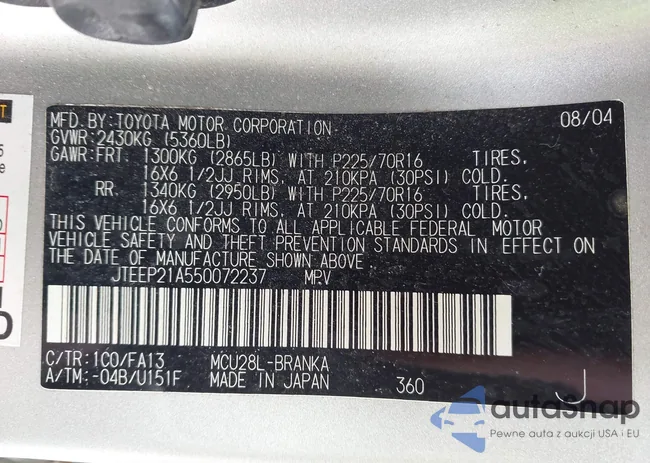 MFD. BY: TOYOTA MOTOR CORPORATION 08/04
GVWR: 2430KG (5360LB)
GAWR: FRT. 1300KG (2865LB) WITH P225/70R16 TIRES,
16X6 1/2JJ RIMS, AT 210KPA (30PSI) COLD.
RR. 1340KG (2950LB) WITH P225/70R16 TIRES,
16X6 1/2JJ RIMS, AT 210KPA (30PSI) COLD.
THIS VEHICLE CONFORMS TO ALL APPLICABLE FEDERAL MOTOR
VEHICLE SAFETY AND THEFT PREVENTION STANDARDS IN EFFECT ON
THE DATE OF MANUFACTURE SHOWN ABOVE.
JTEEP21A550072237 MPV
C/TR: 1C0/FA13 MCU28L-BRANKA
A/TM: -04B/U151F MADE IN JAPAN 360 J
autoSnap
Pewne auta z aukcji USA i EU